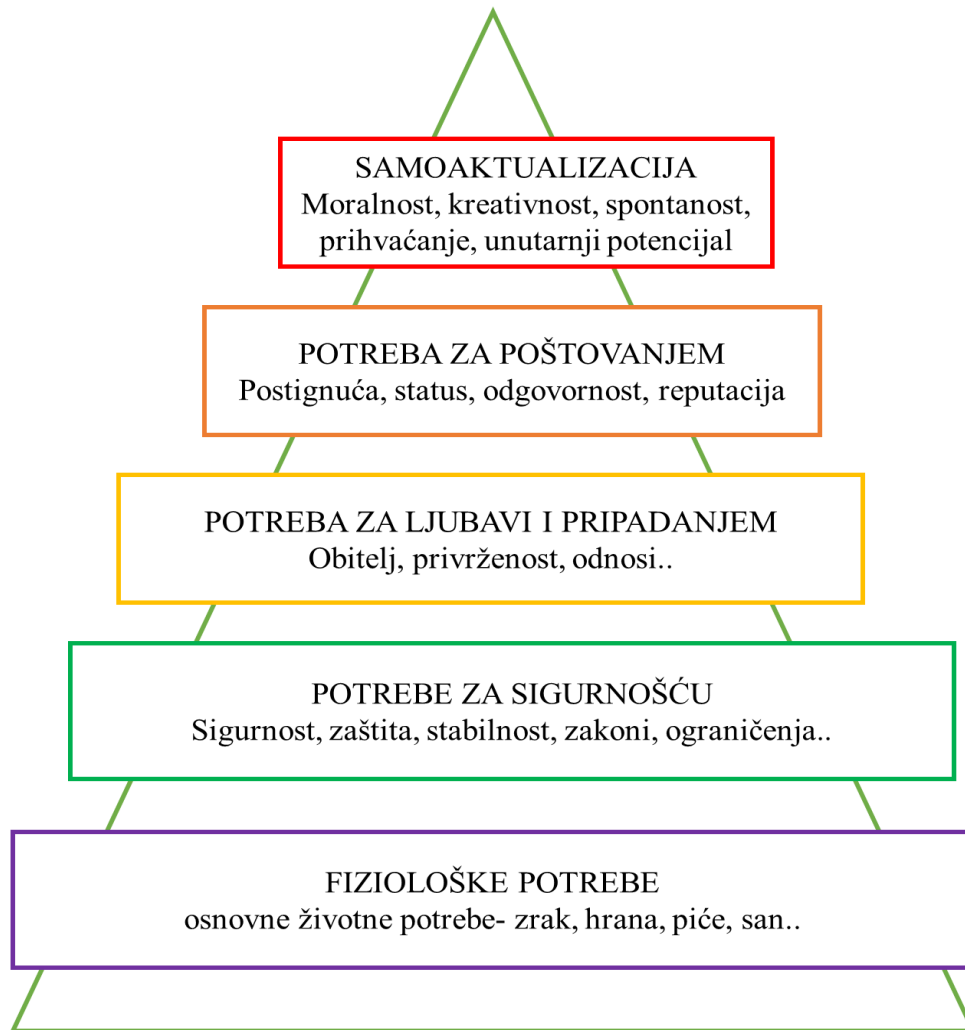 SAMOAKTUALIZACIJA
Moralnost, kreativnost, spontanost,
prihvaćanje, unutarnji potencijal
POTREBA ZA POŠTOVANJEM
Postignuća, status, odgovornost, reputacija
POTREBA ZA LJUBAVI I PRIPADANJEM
Obitelj, privrženost, odnosi..
POTREBE ZA SIGURNOŠĆU
Sigurnost, zaštita, stabilnost, zakoni, ograničenja..
FIZIOLOŠKE POTREBE
osnovne životne potrebe- zrak, hrana, piće, san..